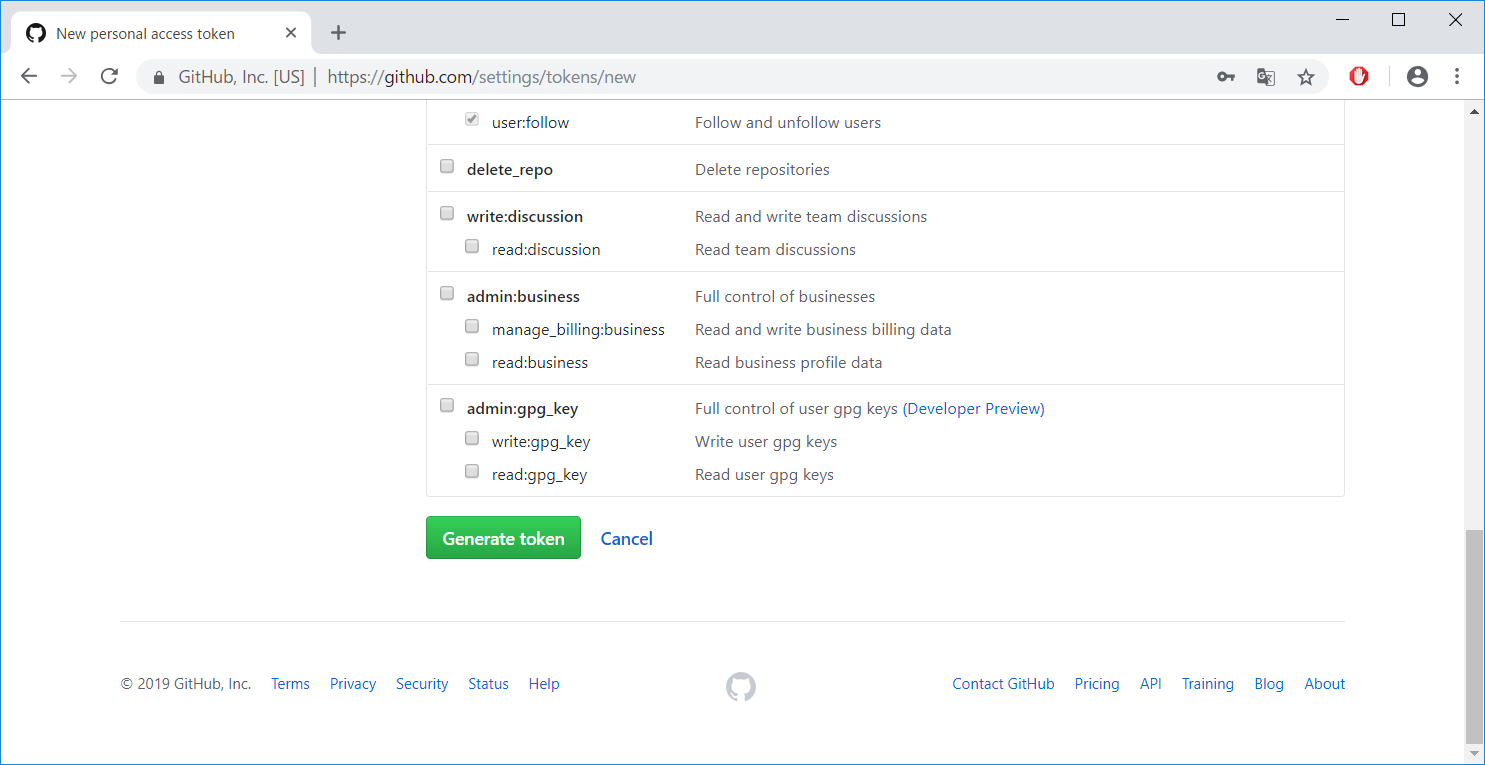 New personal access token
GitHub, Inc. [US] | https://github.com/settings/tokens/new
user:follow Follow and unfollow users
delete_repo Delete repositories
write:discussion Read and write team discussions
read:discussion Read team discussions
admin:business Full control of businesses
manage_billing:business Read and write business billing data
read:business Read business profile data
admin:gpg_key Full control of user gpg keys (Developer Preview)
write:gpg_key Write user gpg keys
read:gpg_key Read user gpg keys
Generate token Cancel
© 2019 GitHub, Inc. Terms Privacy Security Status Help Contact GitHub Pricing API Training Blog About